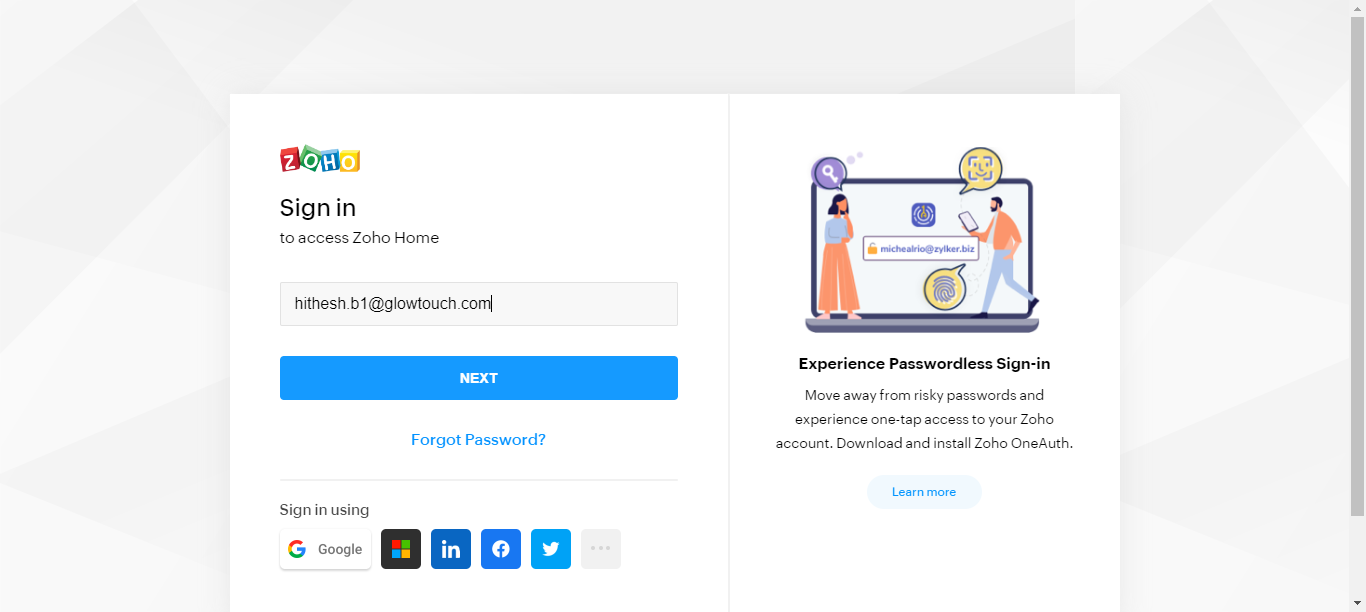 ZOHO
Sign in
to access Zoho Home
hithesh.b1@glowtouch.com
NEXT
Forgot Password?
Sign in using
Google
in
michealrio@zylker.biz
Experience Passwordless Sign-in
Move away from risky passwords and
experience one-tap access to your Zoho
account. Download and install Zoho OneAuth.
Learn more